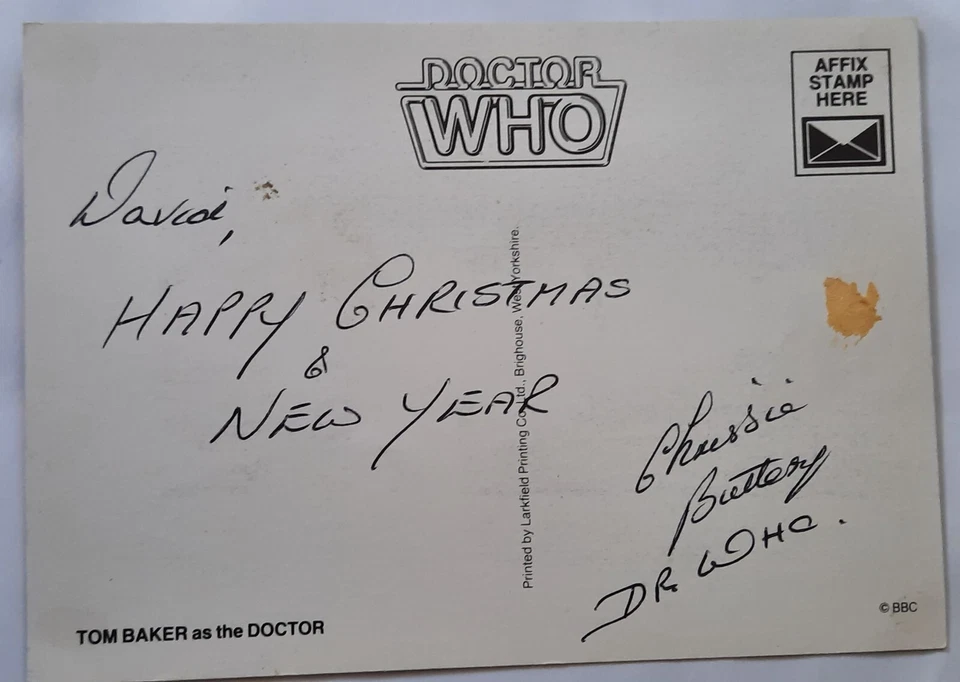 DOCTOR
WHO
AFFIX
STAMP
HERE
David,
HAPPY CHRISTMAS
&
NEW YEAR
Printed by Larkfield Printing Co. Ltd., Brighouse, West Yorkshire.
Chrissie
Buttery
DR. WHO.
TOM BAKER as the DOCTOR
© BBC